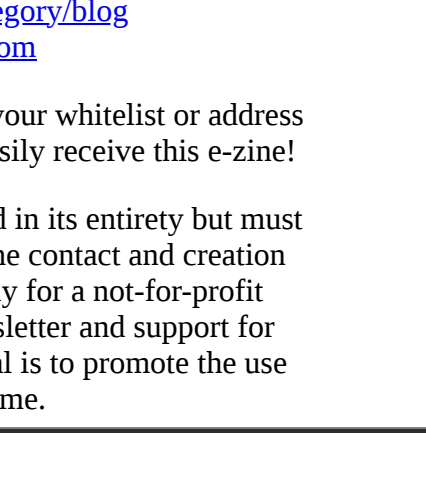 egory/blog
om
your whitelist or address
sily receive this e-zine!
d in its entirety but must
he contact and creation
y for a not-for-profit
sletter and support for
al is to promote the use
me.